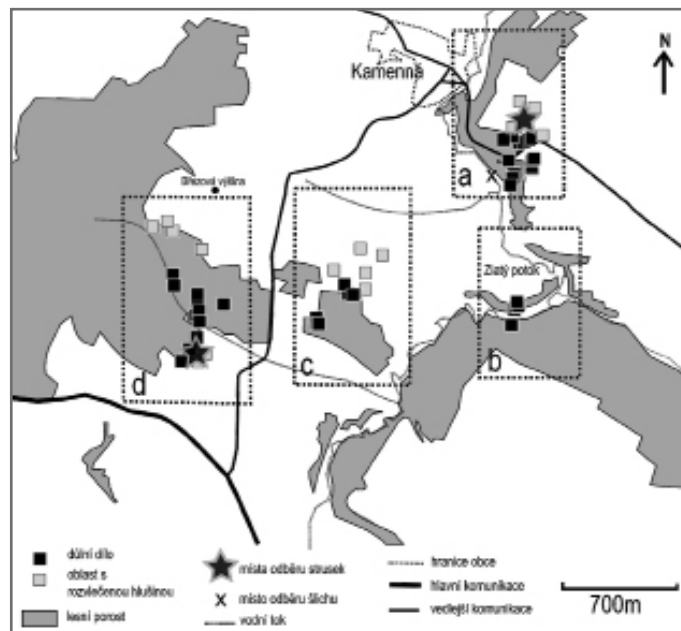 Kamenná
N
a
Březová výšina
Zlatý potok
b
c
d
důlní dílo
oblast s
rozvlečenou hlušinou
lesní porost
místa odběru strusek
x místo odběru šlichu
vodní tok
hranice obce
hlavní komunikace
vedlejší komunikace
700m